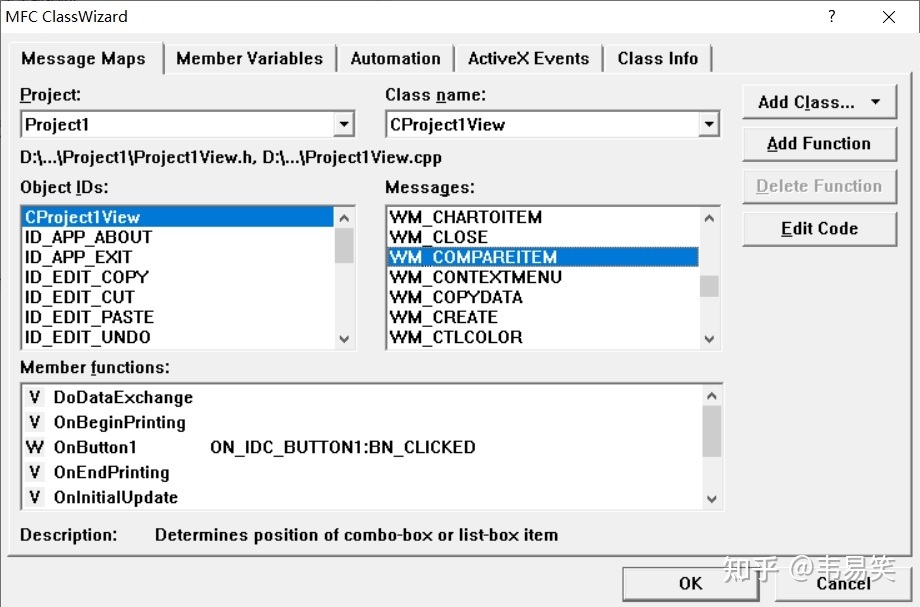 MFC ClassWizard ?
Message Maps Member Variables Automation ActiveX Events Class Info
Project: Class name:
Project1 CProject1View
Add Class...
D:\...\Project1\Project1View.h, D:\...\Project1View.cpp
Add Function
Object IDs: Messages:
Delete Function
Edit Code
CProject1View WM_CHARTOITEM
ID_APP_ABOUT WM_CLOSE
ID_APP_EXIT WM_COMPAREITEM
ID_EDIT_COPY WM_CONTEXTMENU
ID_EDIT_CUT WM_COPYDATA
ID_EDIT_PASTE WM_CREATE
ID_EDIT_UNDO WM_CTLCOLOR
Member functions:
V DoDataExchange
V OnBeginPrinting
W OnButton1 ON_IDC_BUTTON1:BN_CLICKED
V OnEndPrinting
V OnInitialUpdate
Description: Determines position of combo-box or list-box item
OK Cancel
知乎 @韦易笑